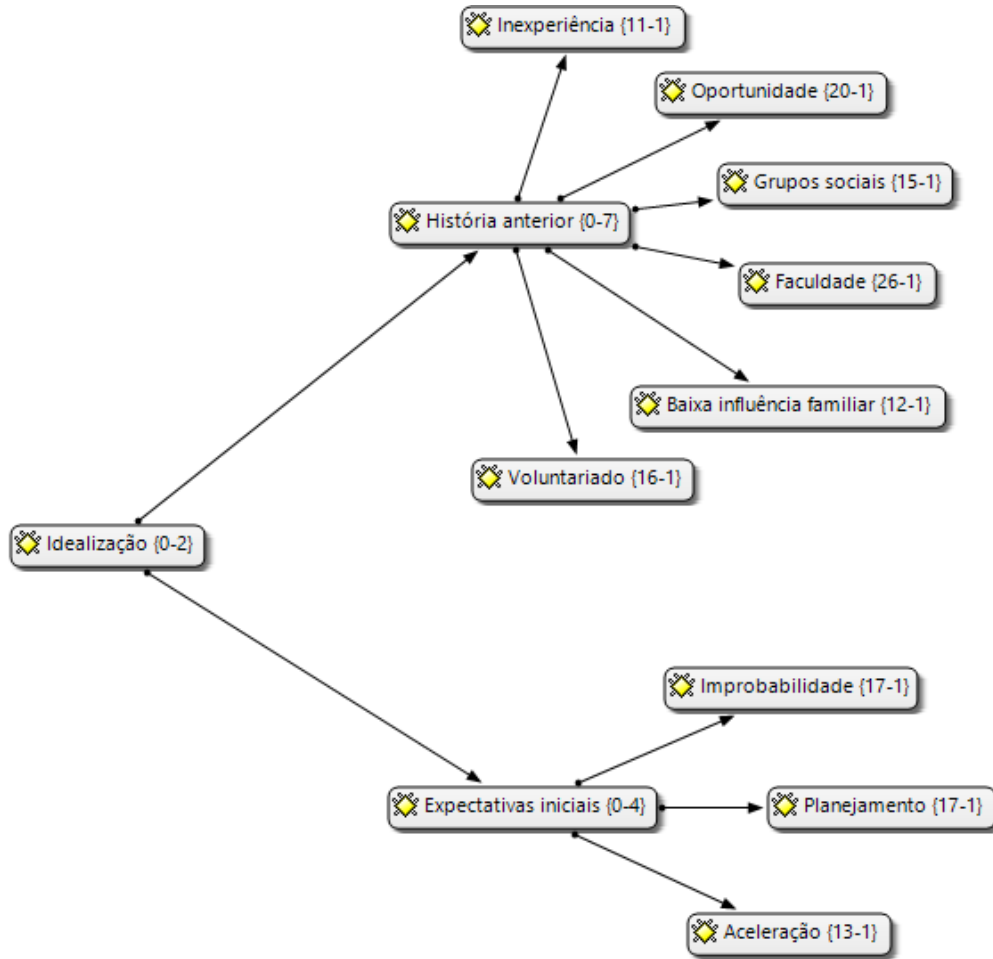 Inexperiência {11-1}
Oportunidade {20-1}
Grupos sociais {15-1}
História anterior {0-7}
Faculdade {26-1}
Baixa influência familiar {12-1}
Voluntariado {16-1}
Idealização {0-2}
Improbabilidade {17-1}
Expectativas iniciais {0-4}
Planejamento {17-1}
Aceleração {13-1}